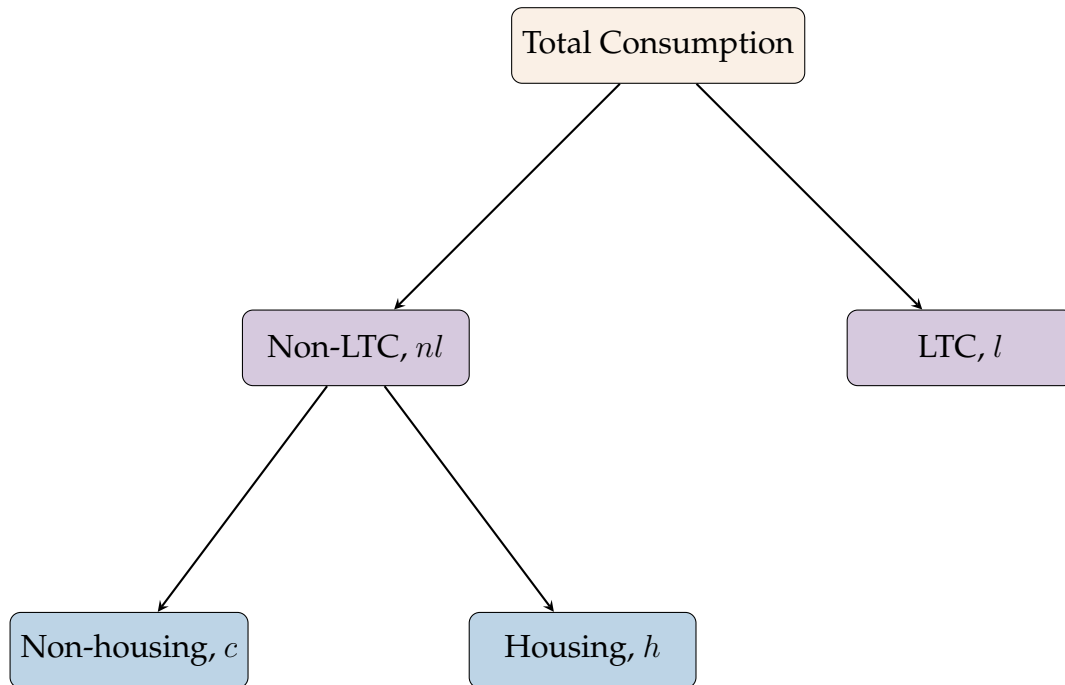 Total Consumption
Non-LTC, nl
LTC, l
Non-housing, c
Housing, h